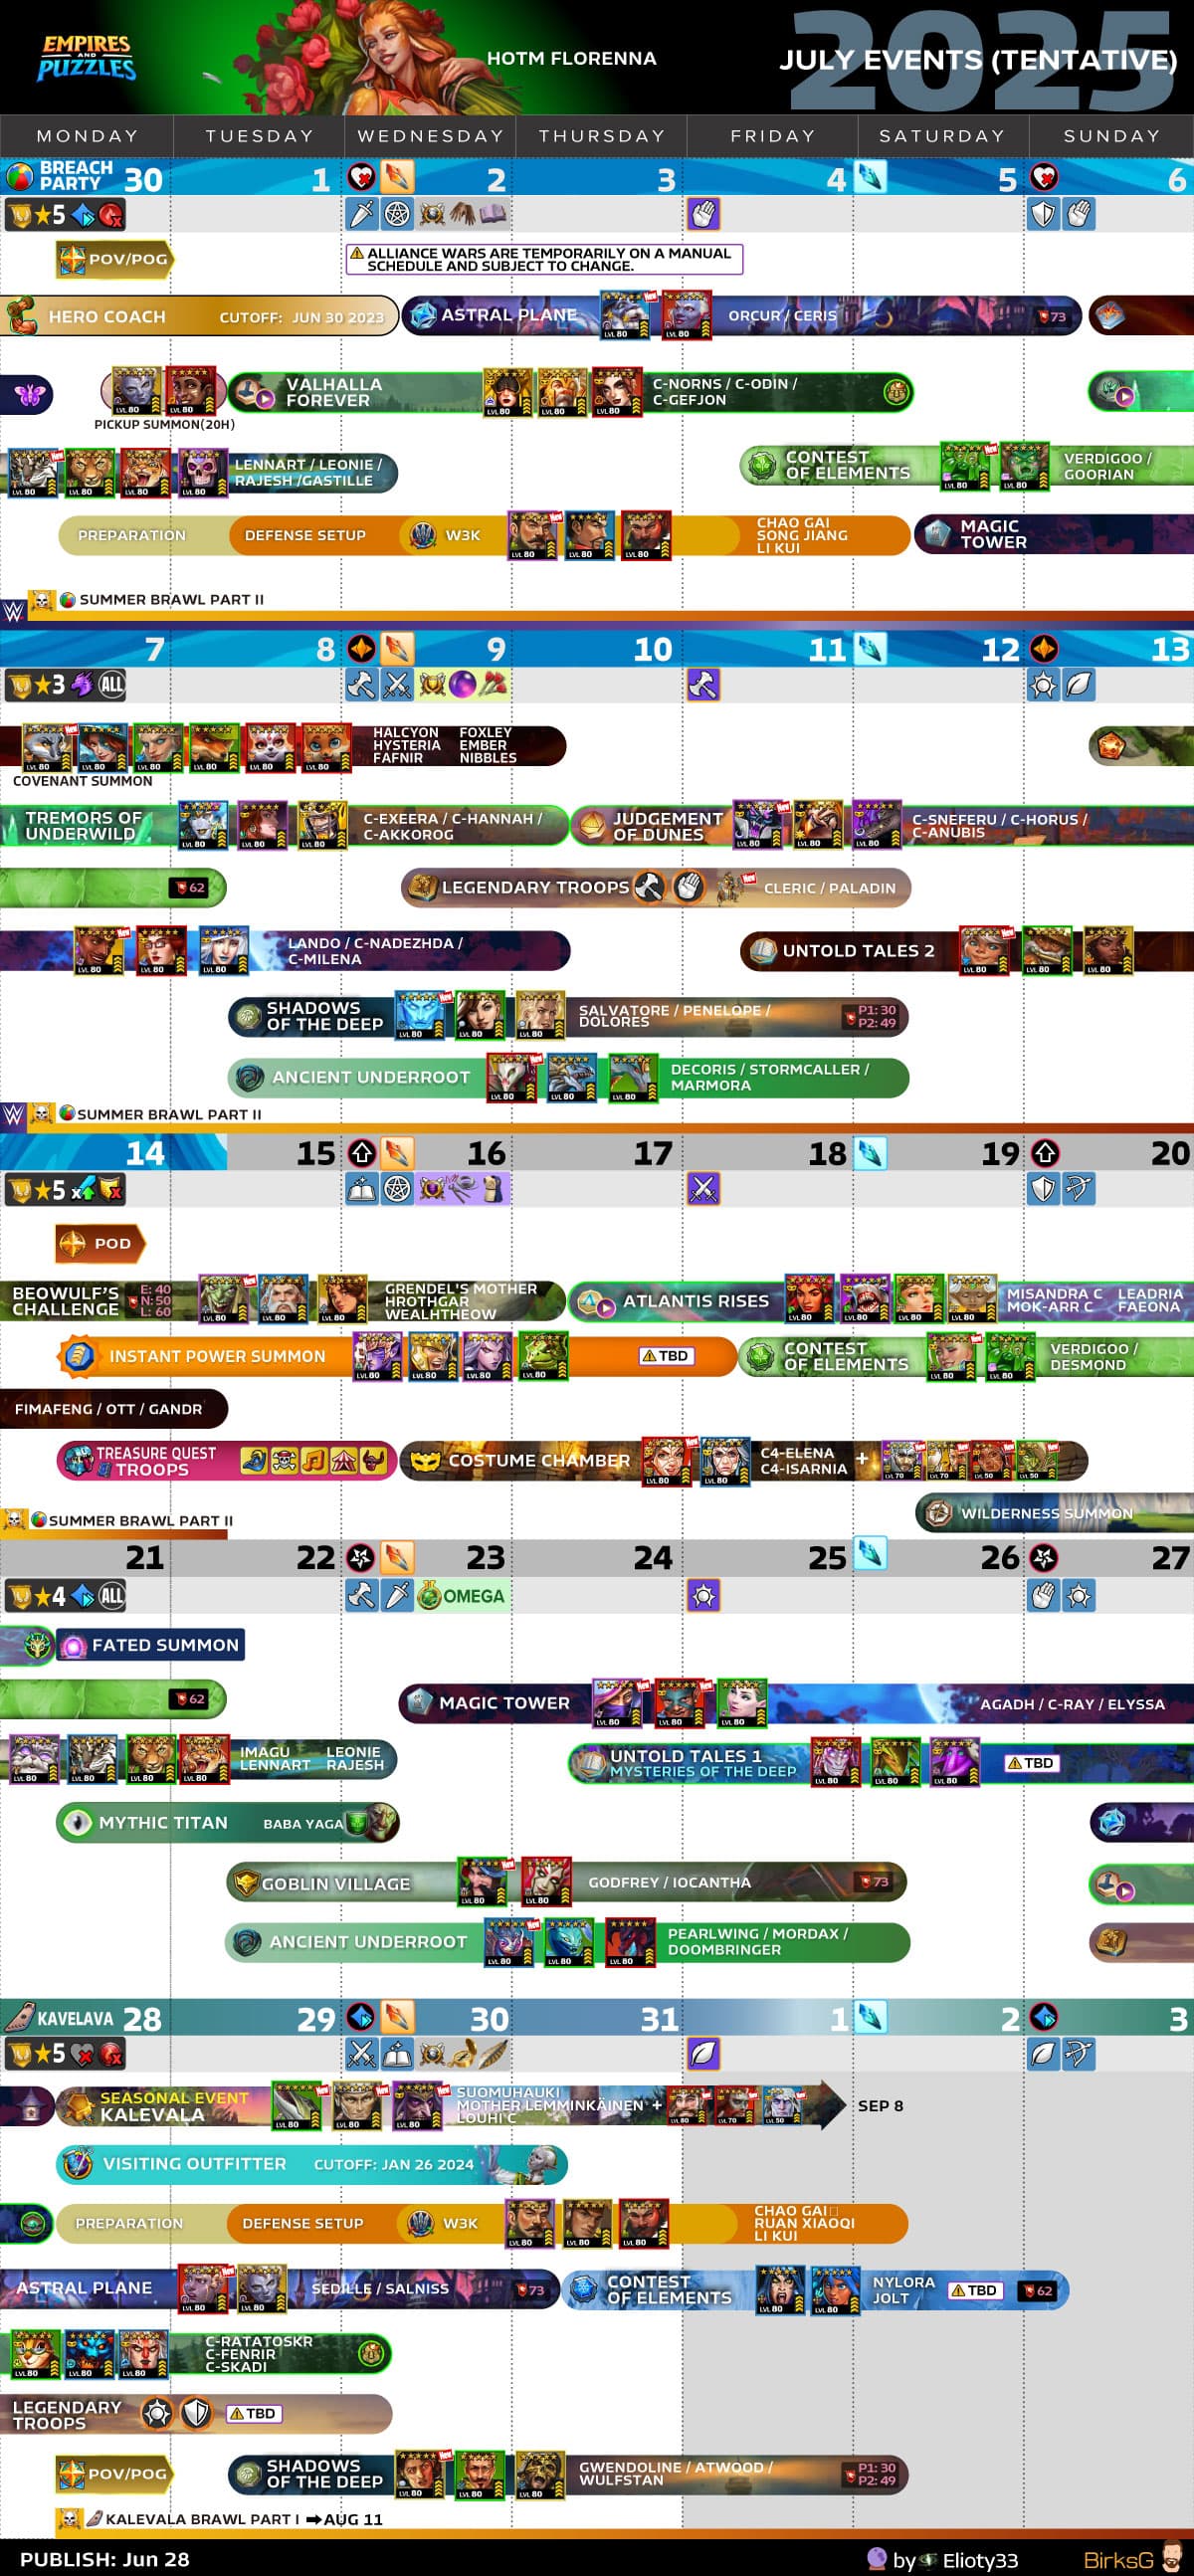 EMPIRES
AND
PUZZLES
HOTM FLORENNA
2025
JULY EVENTS (TENTATIVE)
MONDAY TUESDAY WEDNESDAY THURSDAY FRIDAY SATURDAY SUNDAY
BREACH
PARTY 30 1 2 3 4 5 6
5
POV/POG
ALLIANCE WARS ARE TEMPORARILY ON A MANUAL
SCHEDULE AND SUBJECT TO CHANGE.
HERO COACH CUTOFF: JUN 30 2023
ASTRAL PLANE ORCUR / CERIS 73
VALHALLA
FOREVER
C-NORNS / C-ODIN /
C-GEFJON
PICKUP SUMMON(20H)
LENNART / LEONIE /
RAJESH /GASTILLE
CONTEST
OF ELEMENTS
VERDIGOO /
GOORIAN
PREPARATION DEFENSE SETUP W3K
CHAO GAI
SONG JIANG
LI KUI
MAGIC
TOWER
SUMMER BRAWL PART II
7 8 9 10 11 12 13
3 ALL
HALCYON FOXLEY
HYSTERIA EMBER
FAFNIR NIBBLES
COVENANT SUMMON
TREMORS OF
UNDERWILD
C-EXEERA / C-HANNAH /
C-AKKOROG
JUDGEMENT
OF DUNES
C-SNEFERU / C-HORUS /
C-ANUBIS
62
LEGENDARY TROOPS CLERIC / PALADIN
LANDO / C-NADEZHDA /
C-MILENA
UNTOLD TALES 2
SHADOWS
OF THE DEEP
SALVATORE / PENELOPE /
DOLORES
P1: 30
P2: 49
ANCIENT UNDERROOT
DECORIS / STORMCALLER /
MARMORA
SUMMER BRAWL PART II
14 15 16 17 18 19 20
5
POD
BEOWULF'S
CHALLENGE
E: 40
N: 50
L: 60
GRENDEL'S MOTHER
HROTHGAR
WEALHTHEOW
ATLANTIS RISES
MISANDRA C LEADRIA
MOK-ARR C FAEONA
INSTANT POWER SUMMON TBD
CONTEST
OF ELEMENTS
VERDIGOO /
DESMOND
FIMAFENG / OTT / GANDR
TREASURE QUEST
TROOPS
COSTUME CHAMBER
C4-ELENA
C4-ISARNIA +
WILDERNESS SUMMON
SUMMER BRAWL PART II
21 22 23 24 25 26 27
4 ALL OMEGA
FATED SUMMON
62
MAGIC TOWER AGADH / C-RAY / ELYSSA
IMAGU LEONIE
LENNART RAJESH
UNTOLD TALES 1
MYSTERIES OF THE DEEP TBD
MYTHIC TITAN BABA YAGA
GOBLIN VILLAGE GODFREY / IOCANTHA 73
ANCIENT UNDERROOT
PEARLWING / MORDAX /
DOOMBRINGER
KAVELAVA 28 29 30 31 1 2 3
5
SEASONAL EVENT
KALEVALA
SUOMUHAUKI
MOTHER LEMMINKÄINEN +
LOUHI C
SEP 8
VISITING OUTFITTER CUTOFF: JAN 26 2024
PREPARATION DEFENSE SETUP W3K
CHAO GAI
RUAN XIAOQI
LI KUI
ASTRAL PLANE SEDILLE / SALNISS 73
CONTEST
OF ELEMENTS
NYLORA
JOLT
TBD 62
C-RATATOSKR
C-FENRIR
C-SKADI
LEGENDARY
TROOPS TBD
POV/POG
SHADOWS
OF THE DEEP
GWENDOLINE / ATWOOD /
WULFSTAN
P1: 30
P2: 49
KALEVALA BRAWL PART I ➡AUG 11
PUBLISH: Jun 28
by Elioty33
BirksG